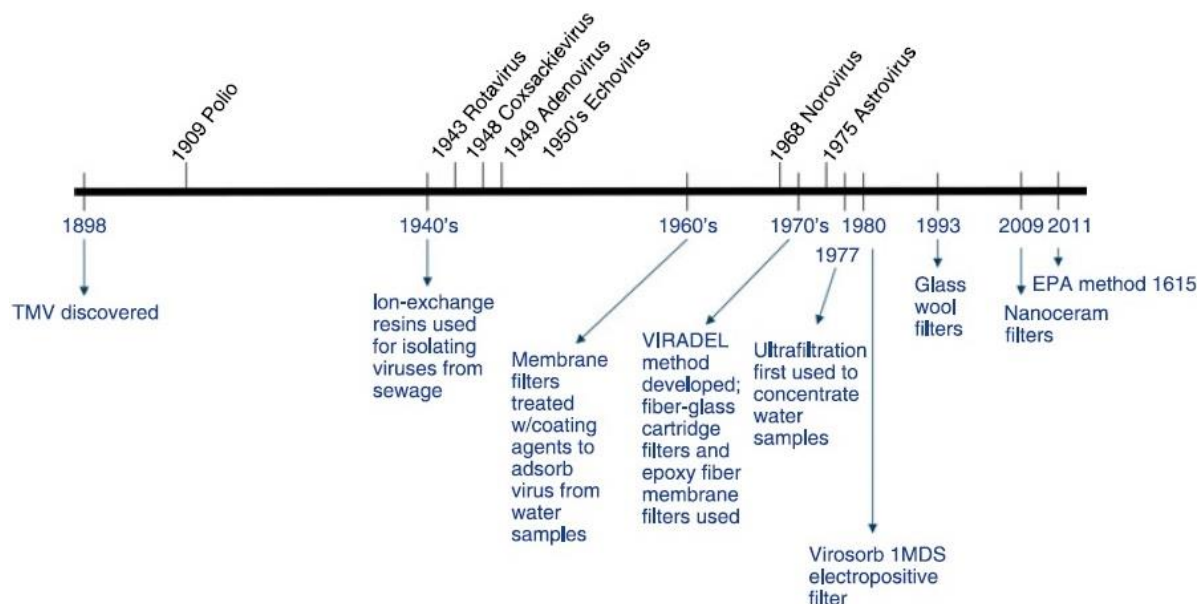 1909 Polio
1943 Rotavirus
1948 Coxsackievirus
1949 Adenovirus
1950's Echovirus
1968 Norovirus
1975 Astrovirus
1898
1940's
1960's
1970's
1977
1980
1993
2009
2011
TMV discovered
Ion-exchange
resins used
for isolating
viruses from
sewage
Membrane
filters
treated
w/coating
agents to
adsorb
virus from
water
samples
VIRADEL
method
developed;
fiber-glass
cartridge
filters and
epoxy fiber
membrane
filters used
Ultrafiltration
first used to
concentrate
water
samples
Virosorb 1MDS
electropositive
filter
Glass
wool
filters
Nanoceram
filters
EPA method 1615